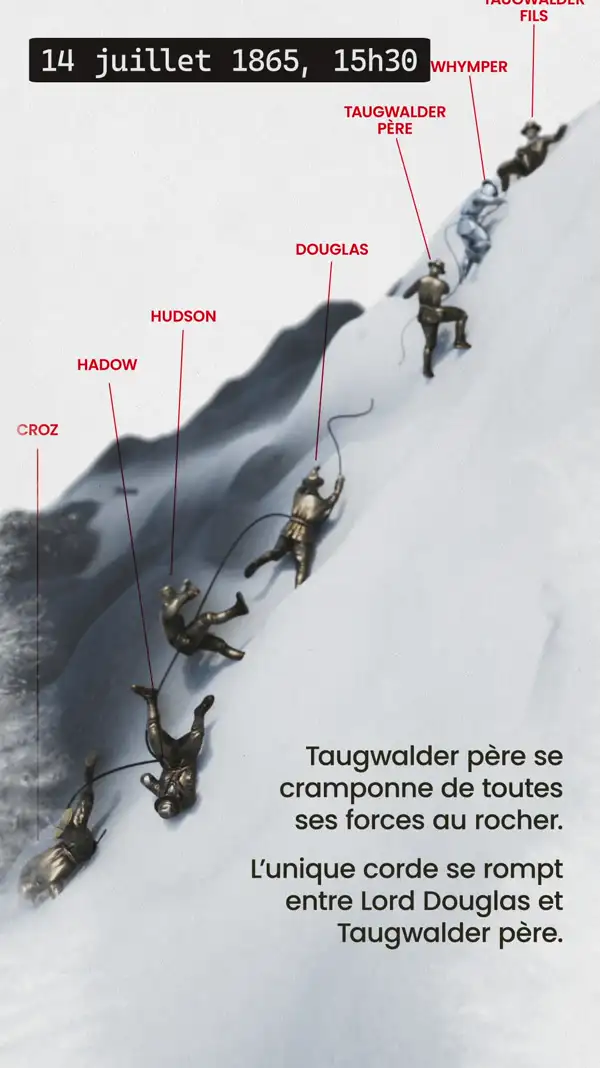 TAUGWALDER
FILS
14 juillet 1865, 15h30
WHYMPER
TAUGWALDER
PÈRE
DOUGLAS
HUDSON
HADOW
CROZ
Taugwalder père se
cramponne de toutes
ses forces au rocher.
L’unique corde se rompt
entre Lord Douglas et
Taugwalder père.